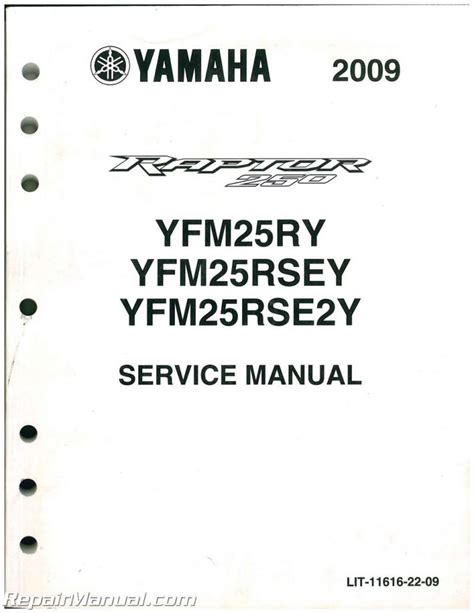 YAMAHA 2009
RAPTOR
250
YFM25RY
YFM25RSEY
YFM25RSE2Y
SERVICE MANUAL
RepairManual.com
LIT-11616-22-09